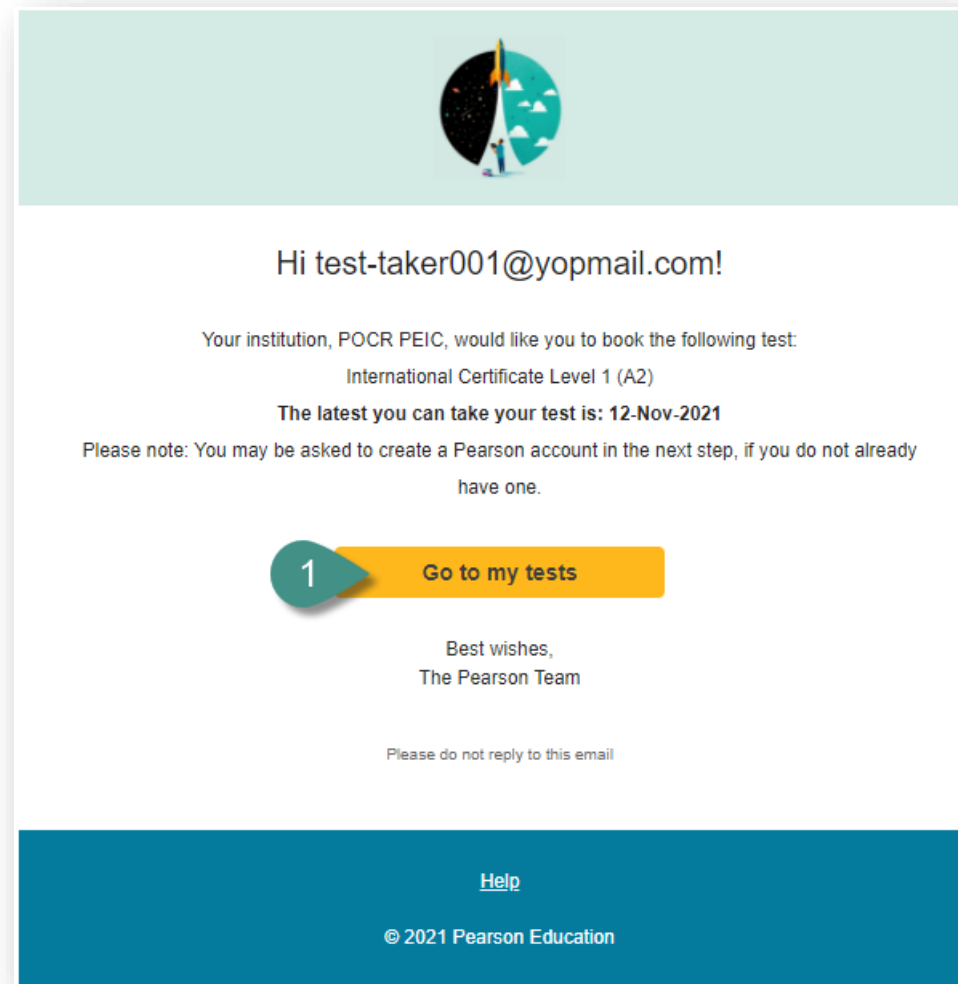 Hi test-taker001@yopmail.com!
Your institution, POCR PEIC, would like you to book the following test:
International Certificate Level 1 (A2)
The latest you can take your test is: 12-Nov-2021
Please note: You may be asked to create a Pearson account in the next step, if you do not already
have one.
1 Go to my tests
Best wishes,
The Pearson Team
Please do not reply to this email
Help
© 2021 Pearson Education